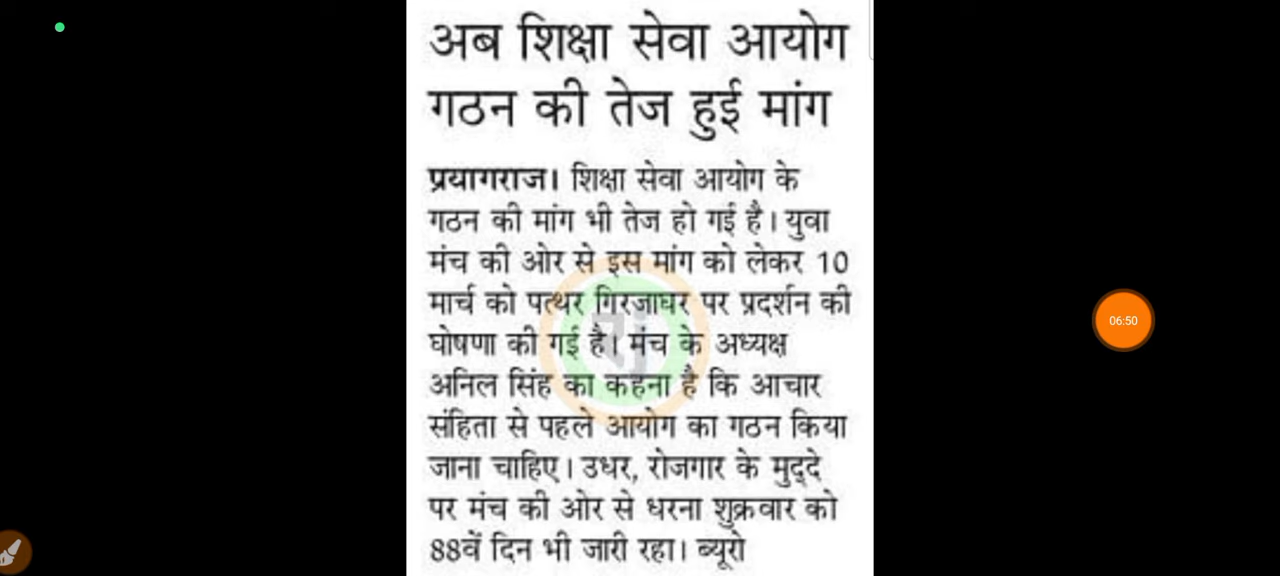 अब शिक्षा सेवा आयोग
गठन की तेज हुई मांग
प्रयागराज। शिक्षा सेवा आयोग के
गठन की मांग भी तेज हो गई है। युवा
मंच की ओर से इस मांग को लेकर 10
मार्च को पत्थर गिरजाघर पर प्रदर्शन की
घोषणा की गई है। मंच के अध्यक्ष
अनिल सिंह का कहना है कि आचार
संहिता से पहले आयोग का गठन किया
जाना चाहिए। उधर, रोजगार के मुद्दे
पर मंच की ओर से धरना शुक्रवार को
88वें दिन भी जारी रहा। ब्यूरो
06:50